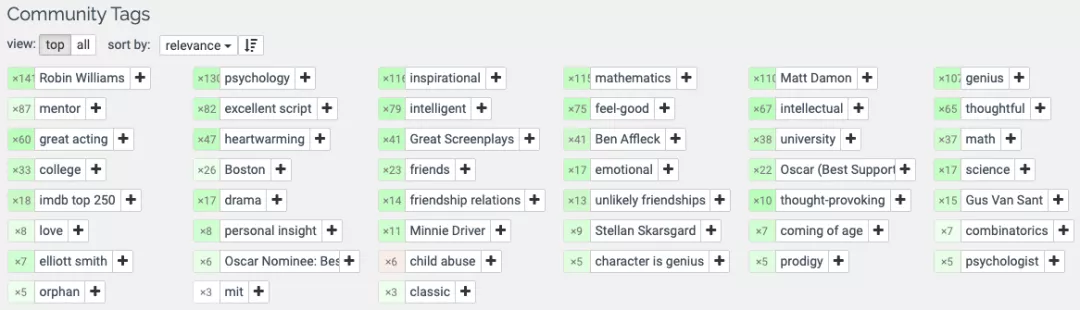 Community Tags
view: top all sort by: relevance
×141 Robin Williams + ×130 psychology + ×116 inspirational + ×115 mathematics + ×110 Matt Damon + ×107 genius +
×87 mentor + ×82 excellent script + ×79 intelligent + ×75 feel-good + ×67 intellectual + ×65 thoughtful +
×60 great acting + ×47 heartwarming + ×41 Great Screenplays + ×41 Ben Affleck + ×38 university + ×37 math +
×33 college + ×26 Boston + ×23 friends + ×17 emotional + ×22 Oscar (Best Support + ×17 science +
×18 imdb top 250 + ×17 drama + ×14 friendship relations + ×13 unlikely friendships + ×10 thought-provoking + ×15 Gus Van Sant +
×8 love + ×8 personal insight + ×11 Minnie Driver + ×9 Stellan Skarsgard + ×7 coming of age + ×7 combinatorics +
×7 elliott smith + ×6 Oscar Nominee: Bes + ×6 child abuse + ×5 character is genius + ×5 prodigy + ×5 psychologist +
×5 orphan + ×3 mit + ×3 classic +